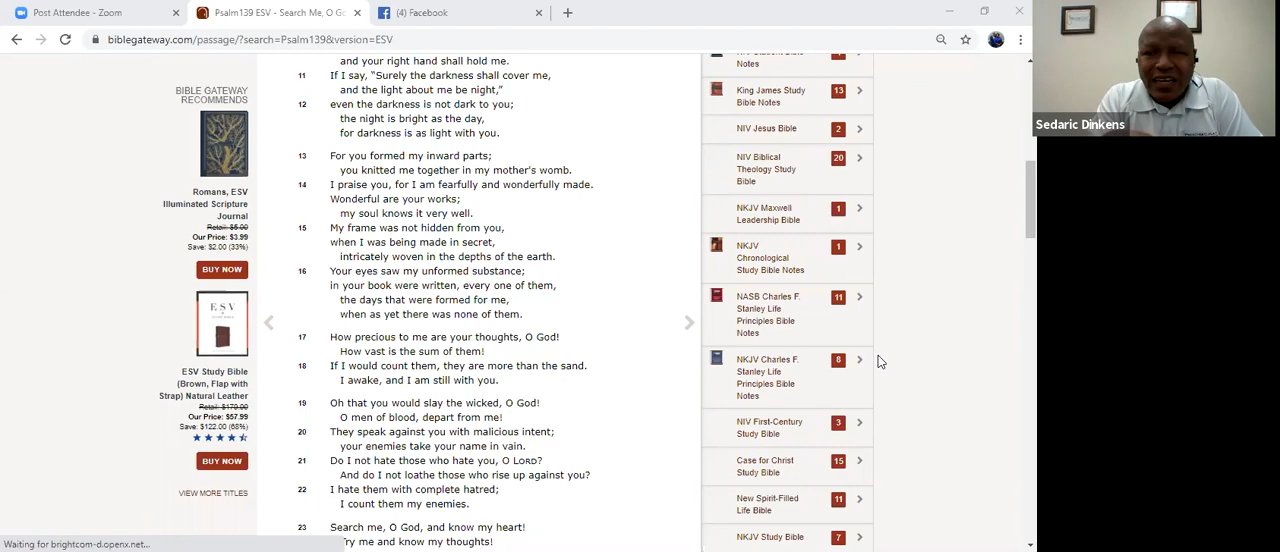 Post Attendee - Zoom
Psalm139 ESV - Search Me, O Go
(4) Facebook
biblegateway.com/passage/?search=Psalm139&version=ESV
BIBLE GATEWAY
RECOMMENDS
Romans, ESV
Illuminated Scripture
Journal
Retail: $5.00
Our Price: $3.99
Save: $2.00 (33%)
BUY NOW
ESV
ESV Study Bible
(Brown, Flap with
Strap) Natural Leather
Retail: $179.99
Our Price: $57.99
Save: $122.00 (68%)
BUY NOW
VIEW MORE TITLES
and your right hand shall hold me.
11 If I say, “Surely the darkness shall cover me,
and the light about me be night,”
12 even the darkness is not dark to you;
the night is bright as the day,
for darkness is as light with you.
13 For you formed my inward parts;
you knitted me together in my mother's womb.
14 I praise you, for I am fearfully and wonderfully made.
Wonderful are your works;
my soul knows it very well.
15 My frame was not hidden from you,
when I was being made in secret,
intricately woven in the depths of the earth.
16 Your eyes saw my unformed substance;
in your book were written, every one of them,
the days that were formed for me,
when as yet there was none of them.
17 How precious to me are your thoughts, O God!
How vast is the sum of them!
18 If I would count them, they are more than the sand.
I awake, and I am still with you.
19 Oh that you would slay the wicked, O God!
O men of blood, depart from me!
20 They speak against you with malicious intent;
your enemies take your name in vain.
21 Do I not hate those who hate you, O LORD?
And do I not loathe those who rise up against you?
22 I hate them with complete hatred;
I count them my enemies.
23 Search me, O God, and know my heart!
Try me and know my thoughts!
Notes
King James Study 13
Bible Notes
NIV Jesus Bible 2
NIV Biblical 20
Theology Study
Bible
NKJV Maxwell 1
Leadership Bible
NKJV 1
Chronological
Study Bible Notes
NASB Charles F. 11
Stanley Life
Principles Bible
Notes
NKJV Charles F. 8
Stanley Life
Principles Bible
Notes
NIV First-Century 3
Study Bible
Case for Christ 15
Study Bible
New Spirit-Filled 11
Life Bible
NKJV Study Bible 7
Sedaric Dinkens
Waiting for brightcom-d.openx.net...